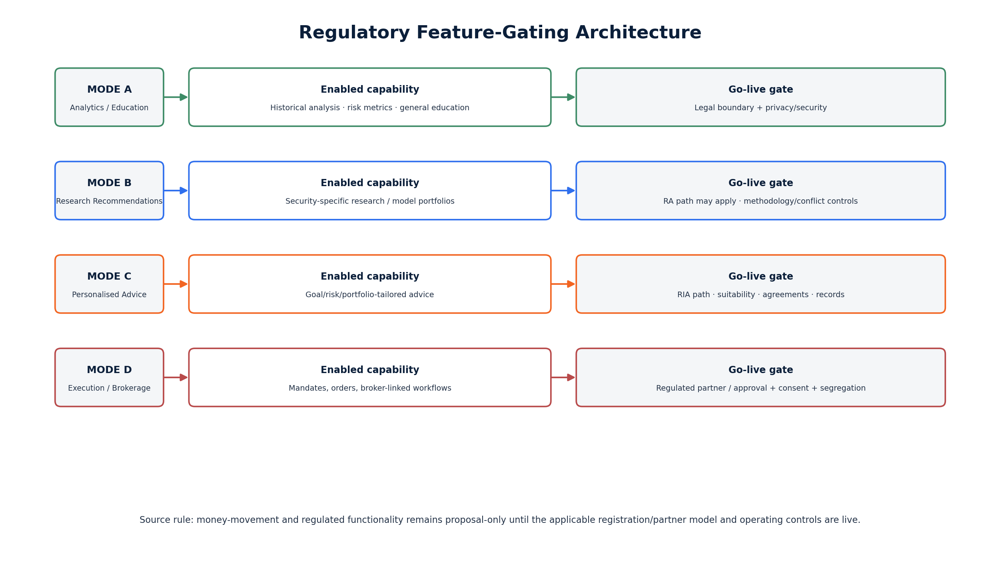 Regulatory Feature-Gating Architecture
MODE A
Analytics / Education
Enabled capability
Historical analysis · risk metrics · general education
Go-live gate
Legal boundary + privacy/security
MODE B
Research Recommendations
Enabled capability
Security-specific research / model portfolios
Go-live gate
RA path may apply · methodology/conflict controls
MODE C
Personalised Advice
Enabled capability
Goal/risk/portfolio-tailored advice
Go-live gate
RIA path · suitability · agreements · records
MODE D
Execution / Brokerage
Enabled capability
Mandates, orders, broker-linked workflows
Go-live gate
Regulated partner / approval + consent + segregation
Source rule: money-movement and regulated functionality remains proposal-only until the applicable registration/partner model and operating controls are live.